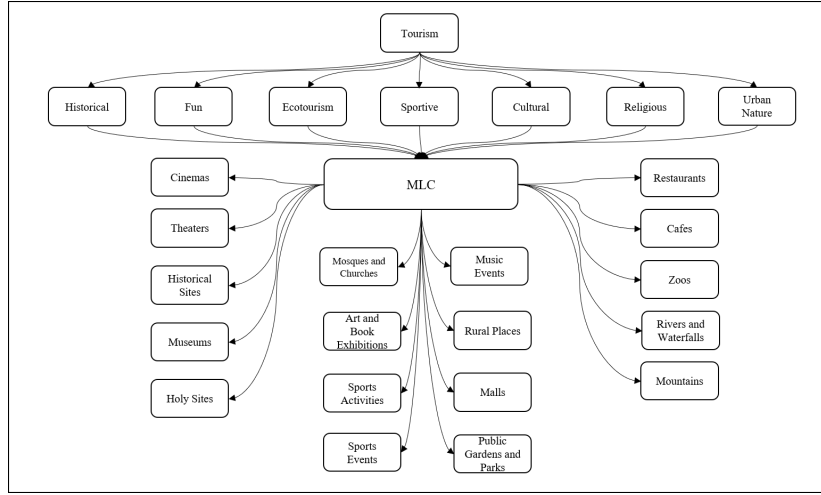 Tourism
Historical
Fun
Ecotourism
Sportive
Cultural
Religious
Urban
Nature
MLC
Cinemas
Theaters
Historical
Sites
Museums
Holy Sites
Mosques and
Churches
Art and
Book
Exhibitions
Sports
Activities
Sports
Events
Music
Events
Rural Places
Malls
Public
Gardens and
Parks
Restaurants
Cafes
Zoos
Rivers and
Waterfalls
Mountains